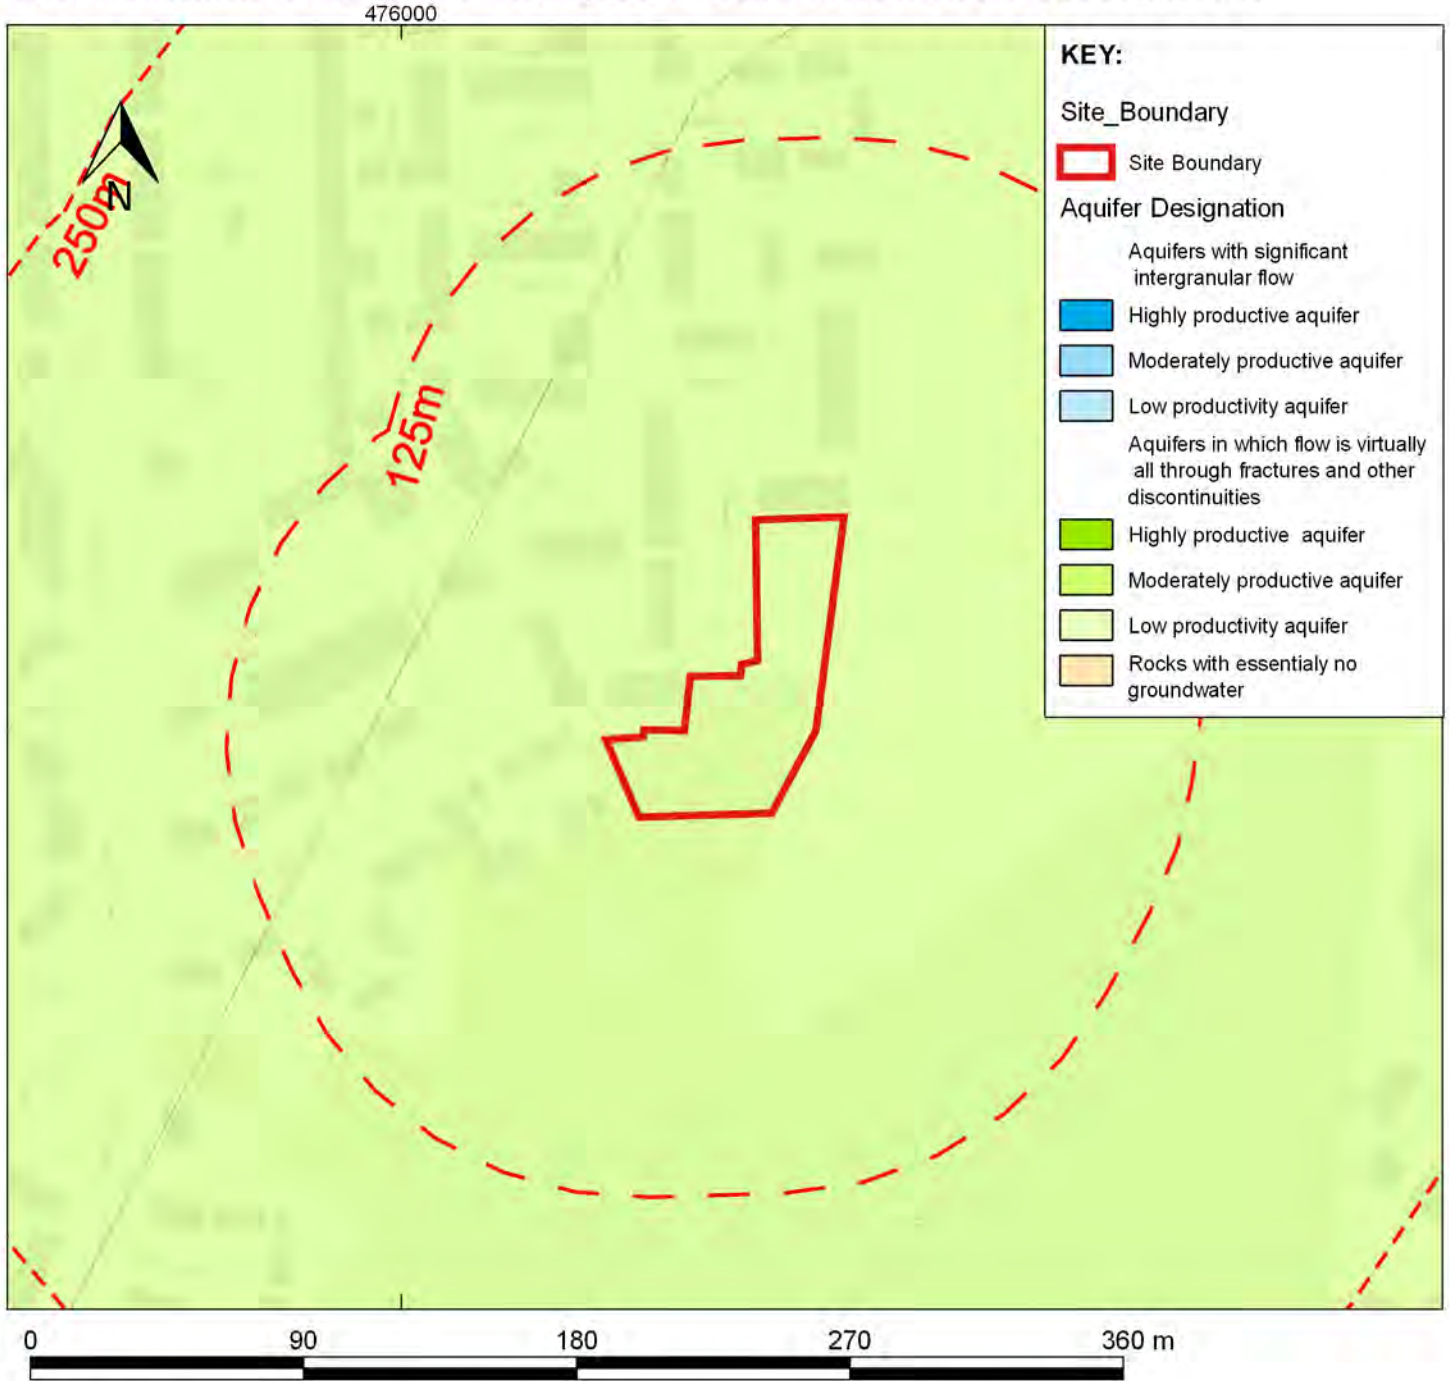 476000
N
250m
125m
KEY:
Site_Boundary
Site Boundary
Aquifer Designation
Aquifers with significant
intergranular flow
Highly productive aquifer
Moderately productive aquifer
Low productivity aquifer
Aquifers in which flow is virtually
all through fractures and other
discontinuities
Highly productive aquifer
Moderately productive aquifer
Low productivity aquifer
Rocks with essentialy no
groundwater
0 90 180 270 360 m